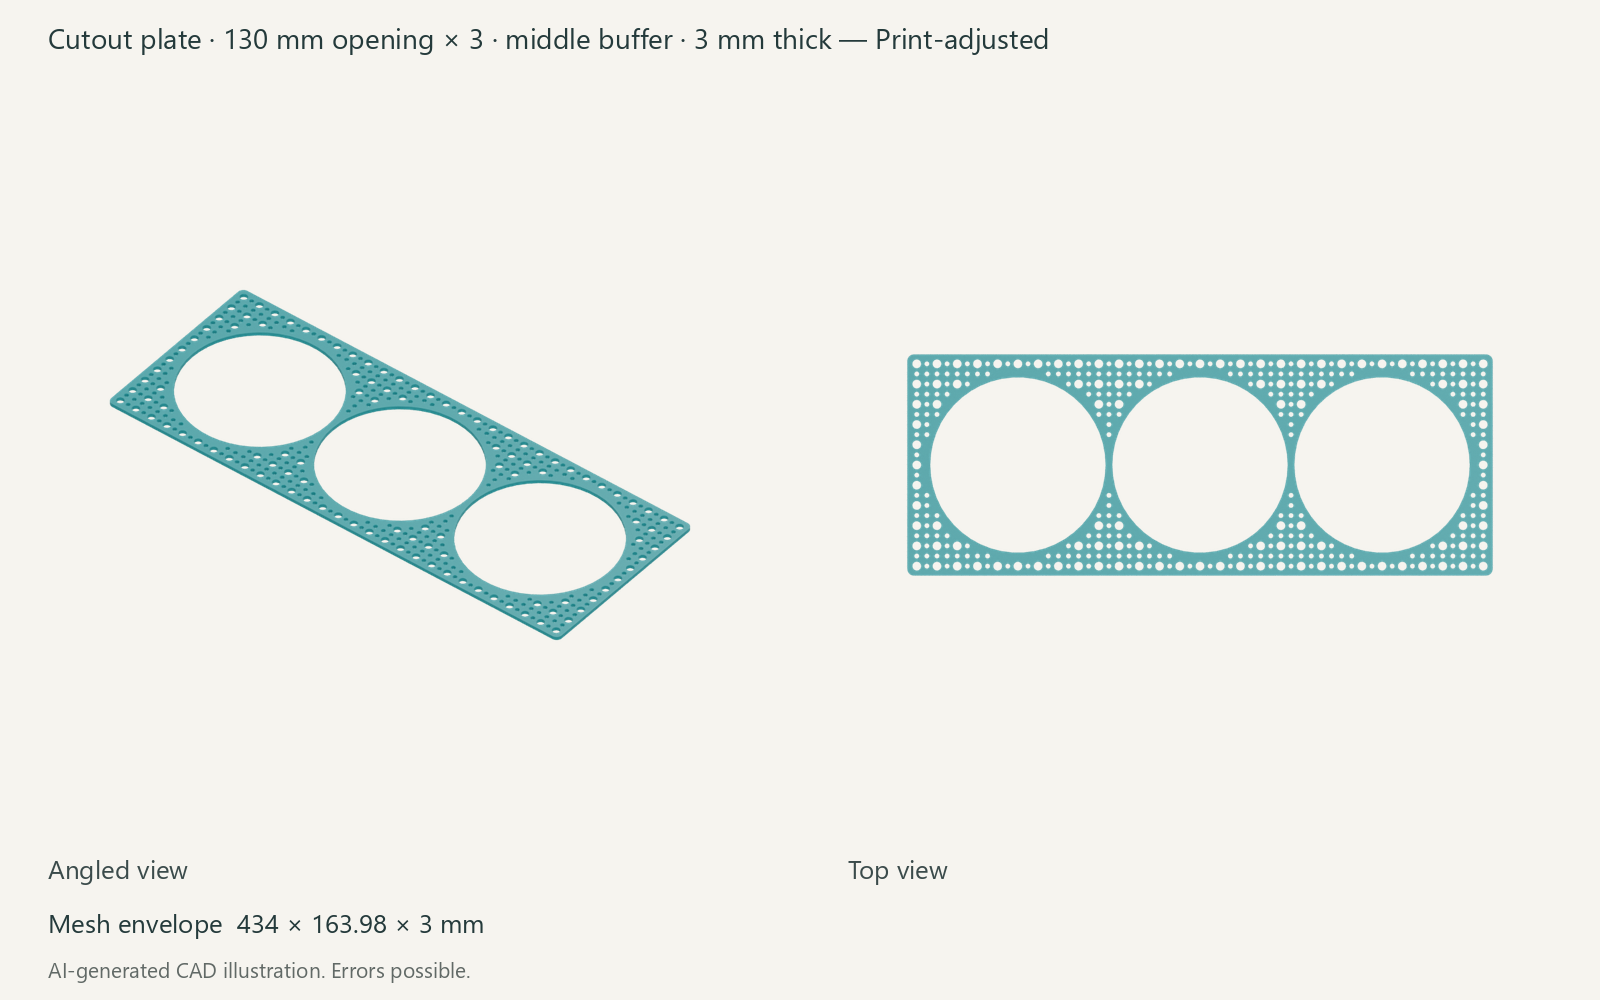 Cutout plate · 130 mm opening × 3 · middle buffer · 3 mm thick — Print-adjusted
Angled view
Top view
Mesh envelope 434 × 163.98 × 3 mm
AI-generated CAD illustration. Errors possible.